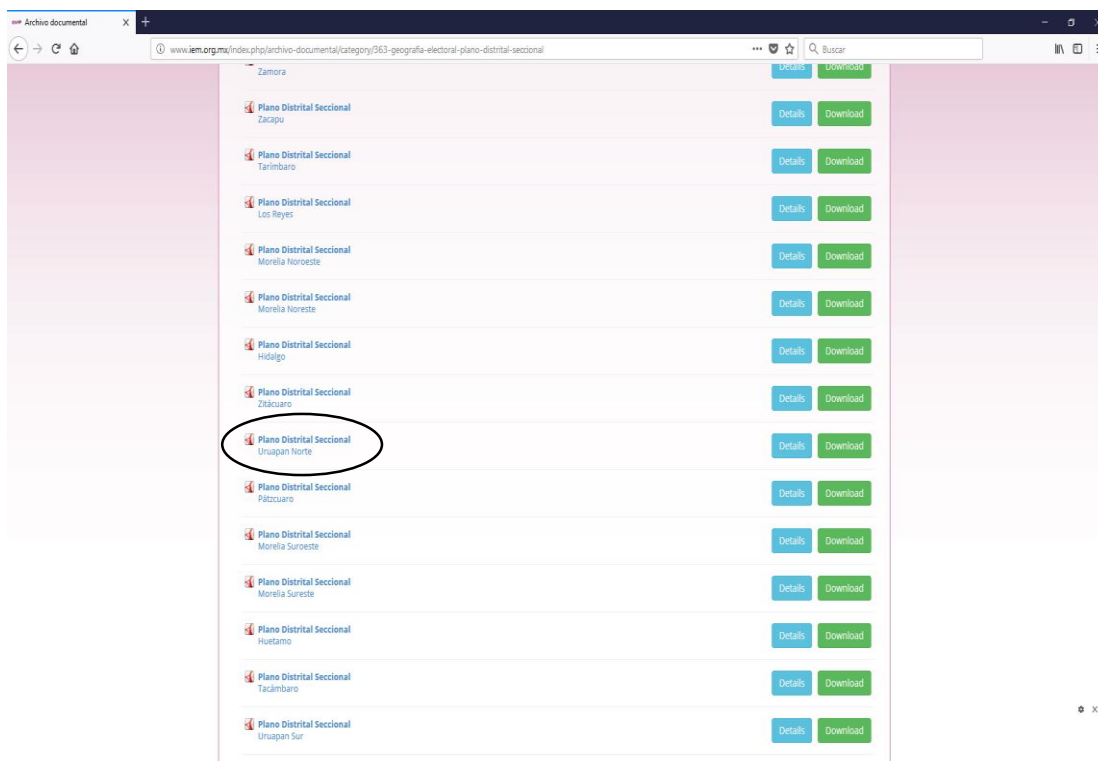 Archivo documental X +
www.iem.org.mx/index.php/archivo-documental/category/363-geografia-electoral-plano-distrital-seccional
Buscar
Zamora
Details Download
Plano Distrital Seccional
Zacapu
Details Download
Plano Distrital Seccional
Tarímbaro
Details Download
Plano Distrital Seccional
Los Reyes
Details Download
Plano Distrital Seccional
Morelia Noroeste
Details Download
Plano Distrital Seccional
Morelia Noreste
Details Download
Plano Distrital Seccional
Hidalgo
Details Download
Plano Distrital Seccional
Zitácuaro
Details Download
Plano Distrital Seccional
Uruapan Norte
Details Download
Plano Distrital Seccional
Pátzcuaro
Details Download
Plano Distrital Seccional
Morelia Suroeste
Details Download
Plano Distrital Seccional
Morelia Sureste
Details Download
Plano Distrital Seccional
Huetamo
Details Download
Plano Distrital Seccional
Tacámbaro
Details Download
Plano Distrital Seccional
Uruapan Sur
Details Download